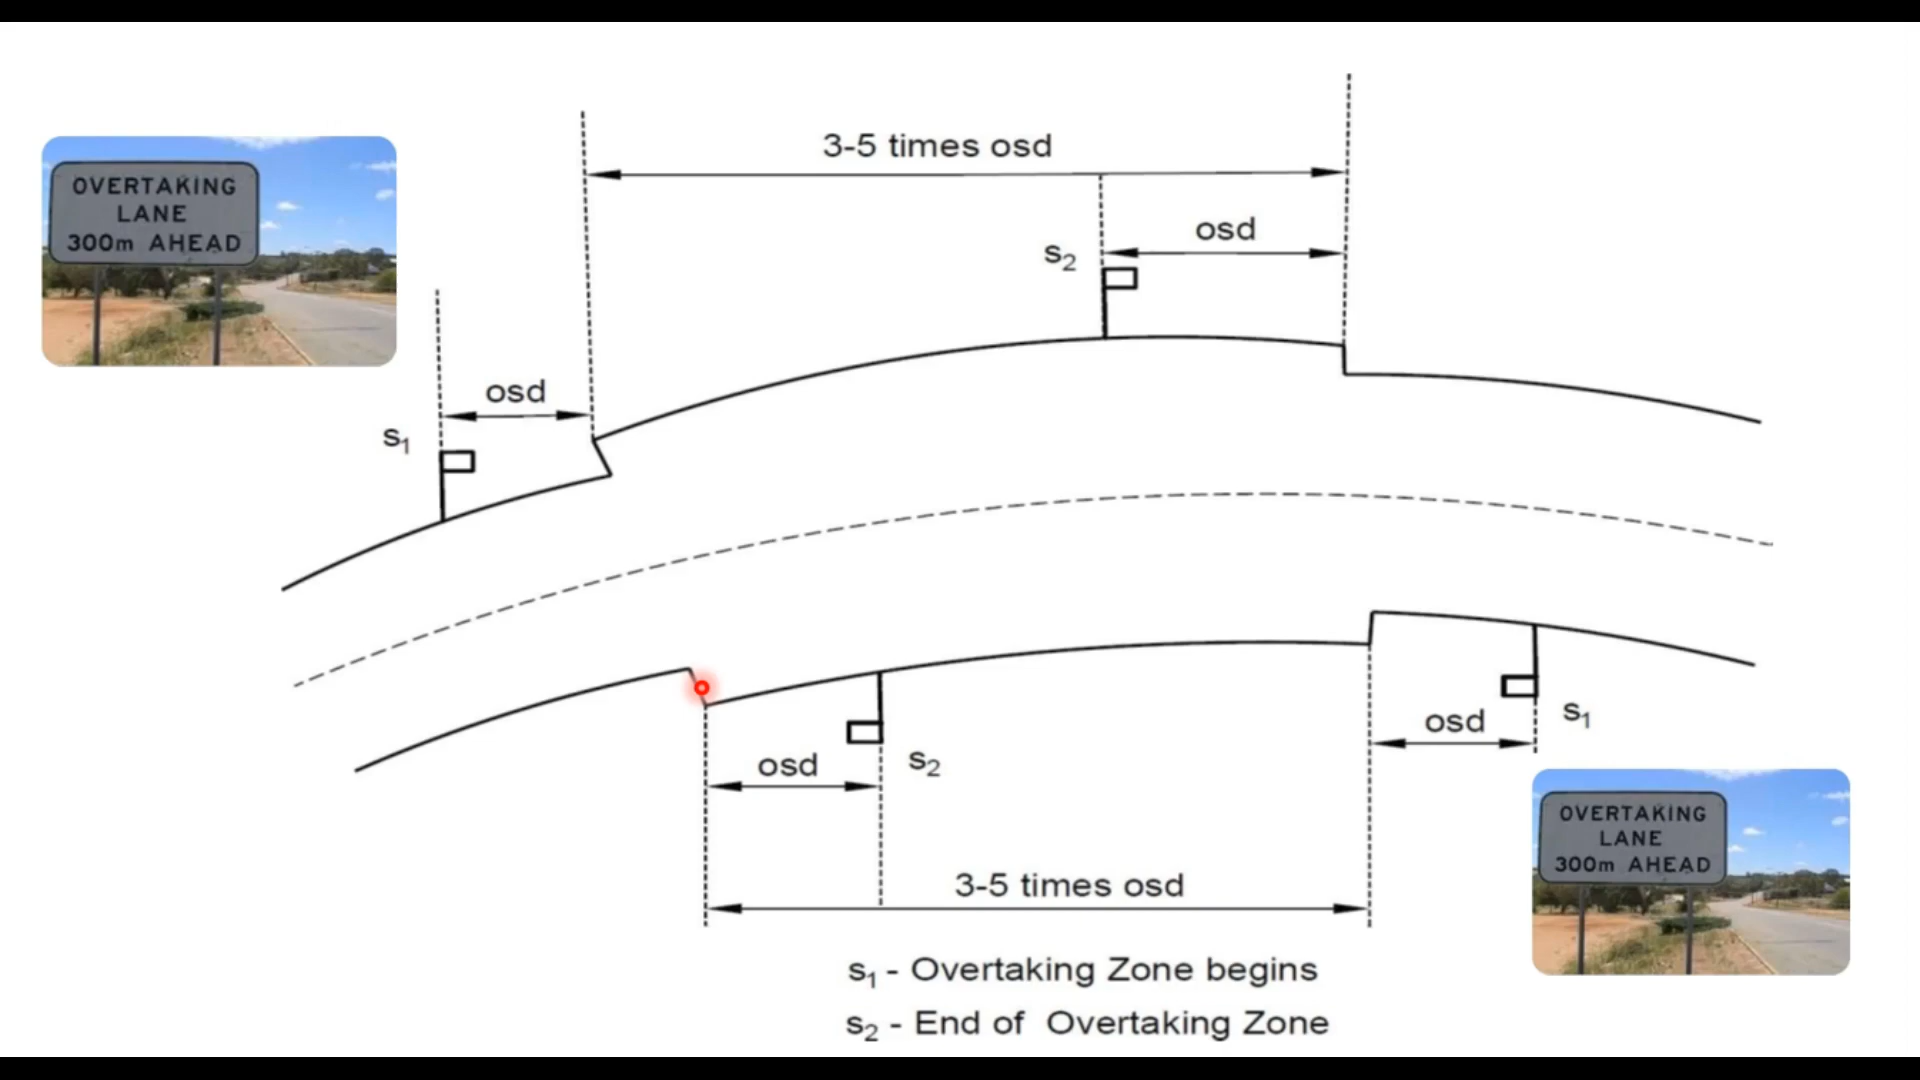 3-5 times osd
OVERTAKING
LANE
300m AHEAD
s₂
osd
osd
s₁
osd
s₂
osd
s₁
3-5 times osd
OVERTAKING
LANE
300m AHEAD
s₁ - Overtaking Zone begins
s₂ - End of Overtaking Zone